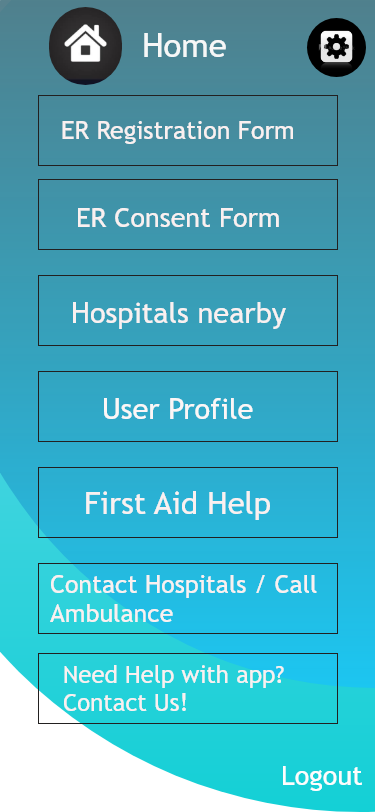 Home
ER Registration Form
ER Consent Form
Hospitals nearby
User Profile
First Aid Help
Contact Hospitals / Call
Ambulance
Need Help with app?
Contact Us!
Logout